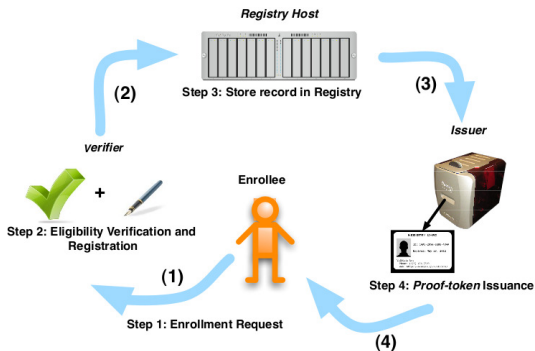 Registry Host
(2)
Step 3: Store record in Registry
(3)
Verifier
Issuer
+
Enrollee
Step 2: Eligibility Verification and
Registration
(1)
Step 4: Proof-token Issuance
Step 1: Enrollment Request
(4)